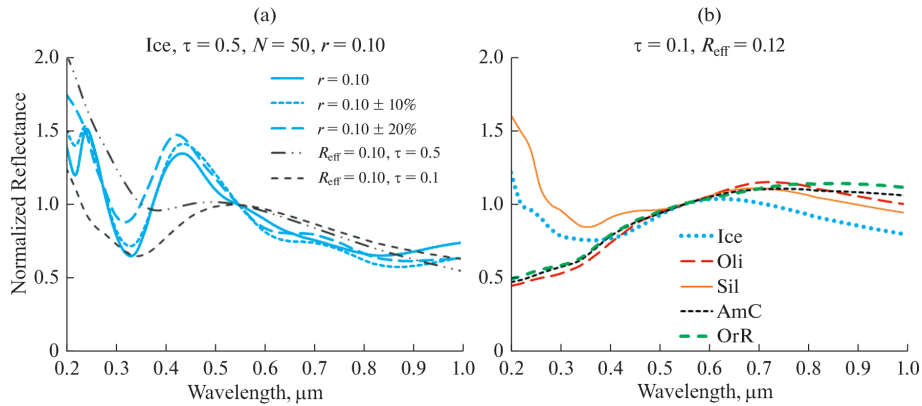 (a)
Ice, τ = 0.5, N = 50, r = 0.10
2.0
1.5
1.0
0.5
0
Normalized Reflectance
r = 0.10
r = 0.10 ± 10%
r = 0.10 ± 20%
Reff = 0.10, τ = 0.5
Reff = 0.10, τ = 0.1
0.2 0.3 0.4 0.5 0.6 0.7 0.8 0.9 1.0
Wavelength, μm
(b)
τ = 0.1, Reff = 0.12
2.0
1.5
1.0
0.5
0
Ice
Oli
Sil
AmC
OrR
0.2 0.3 0.4 0.5 0.6 0.7 0.8 0.9 1.0
Wavelength, μm